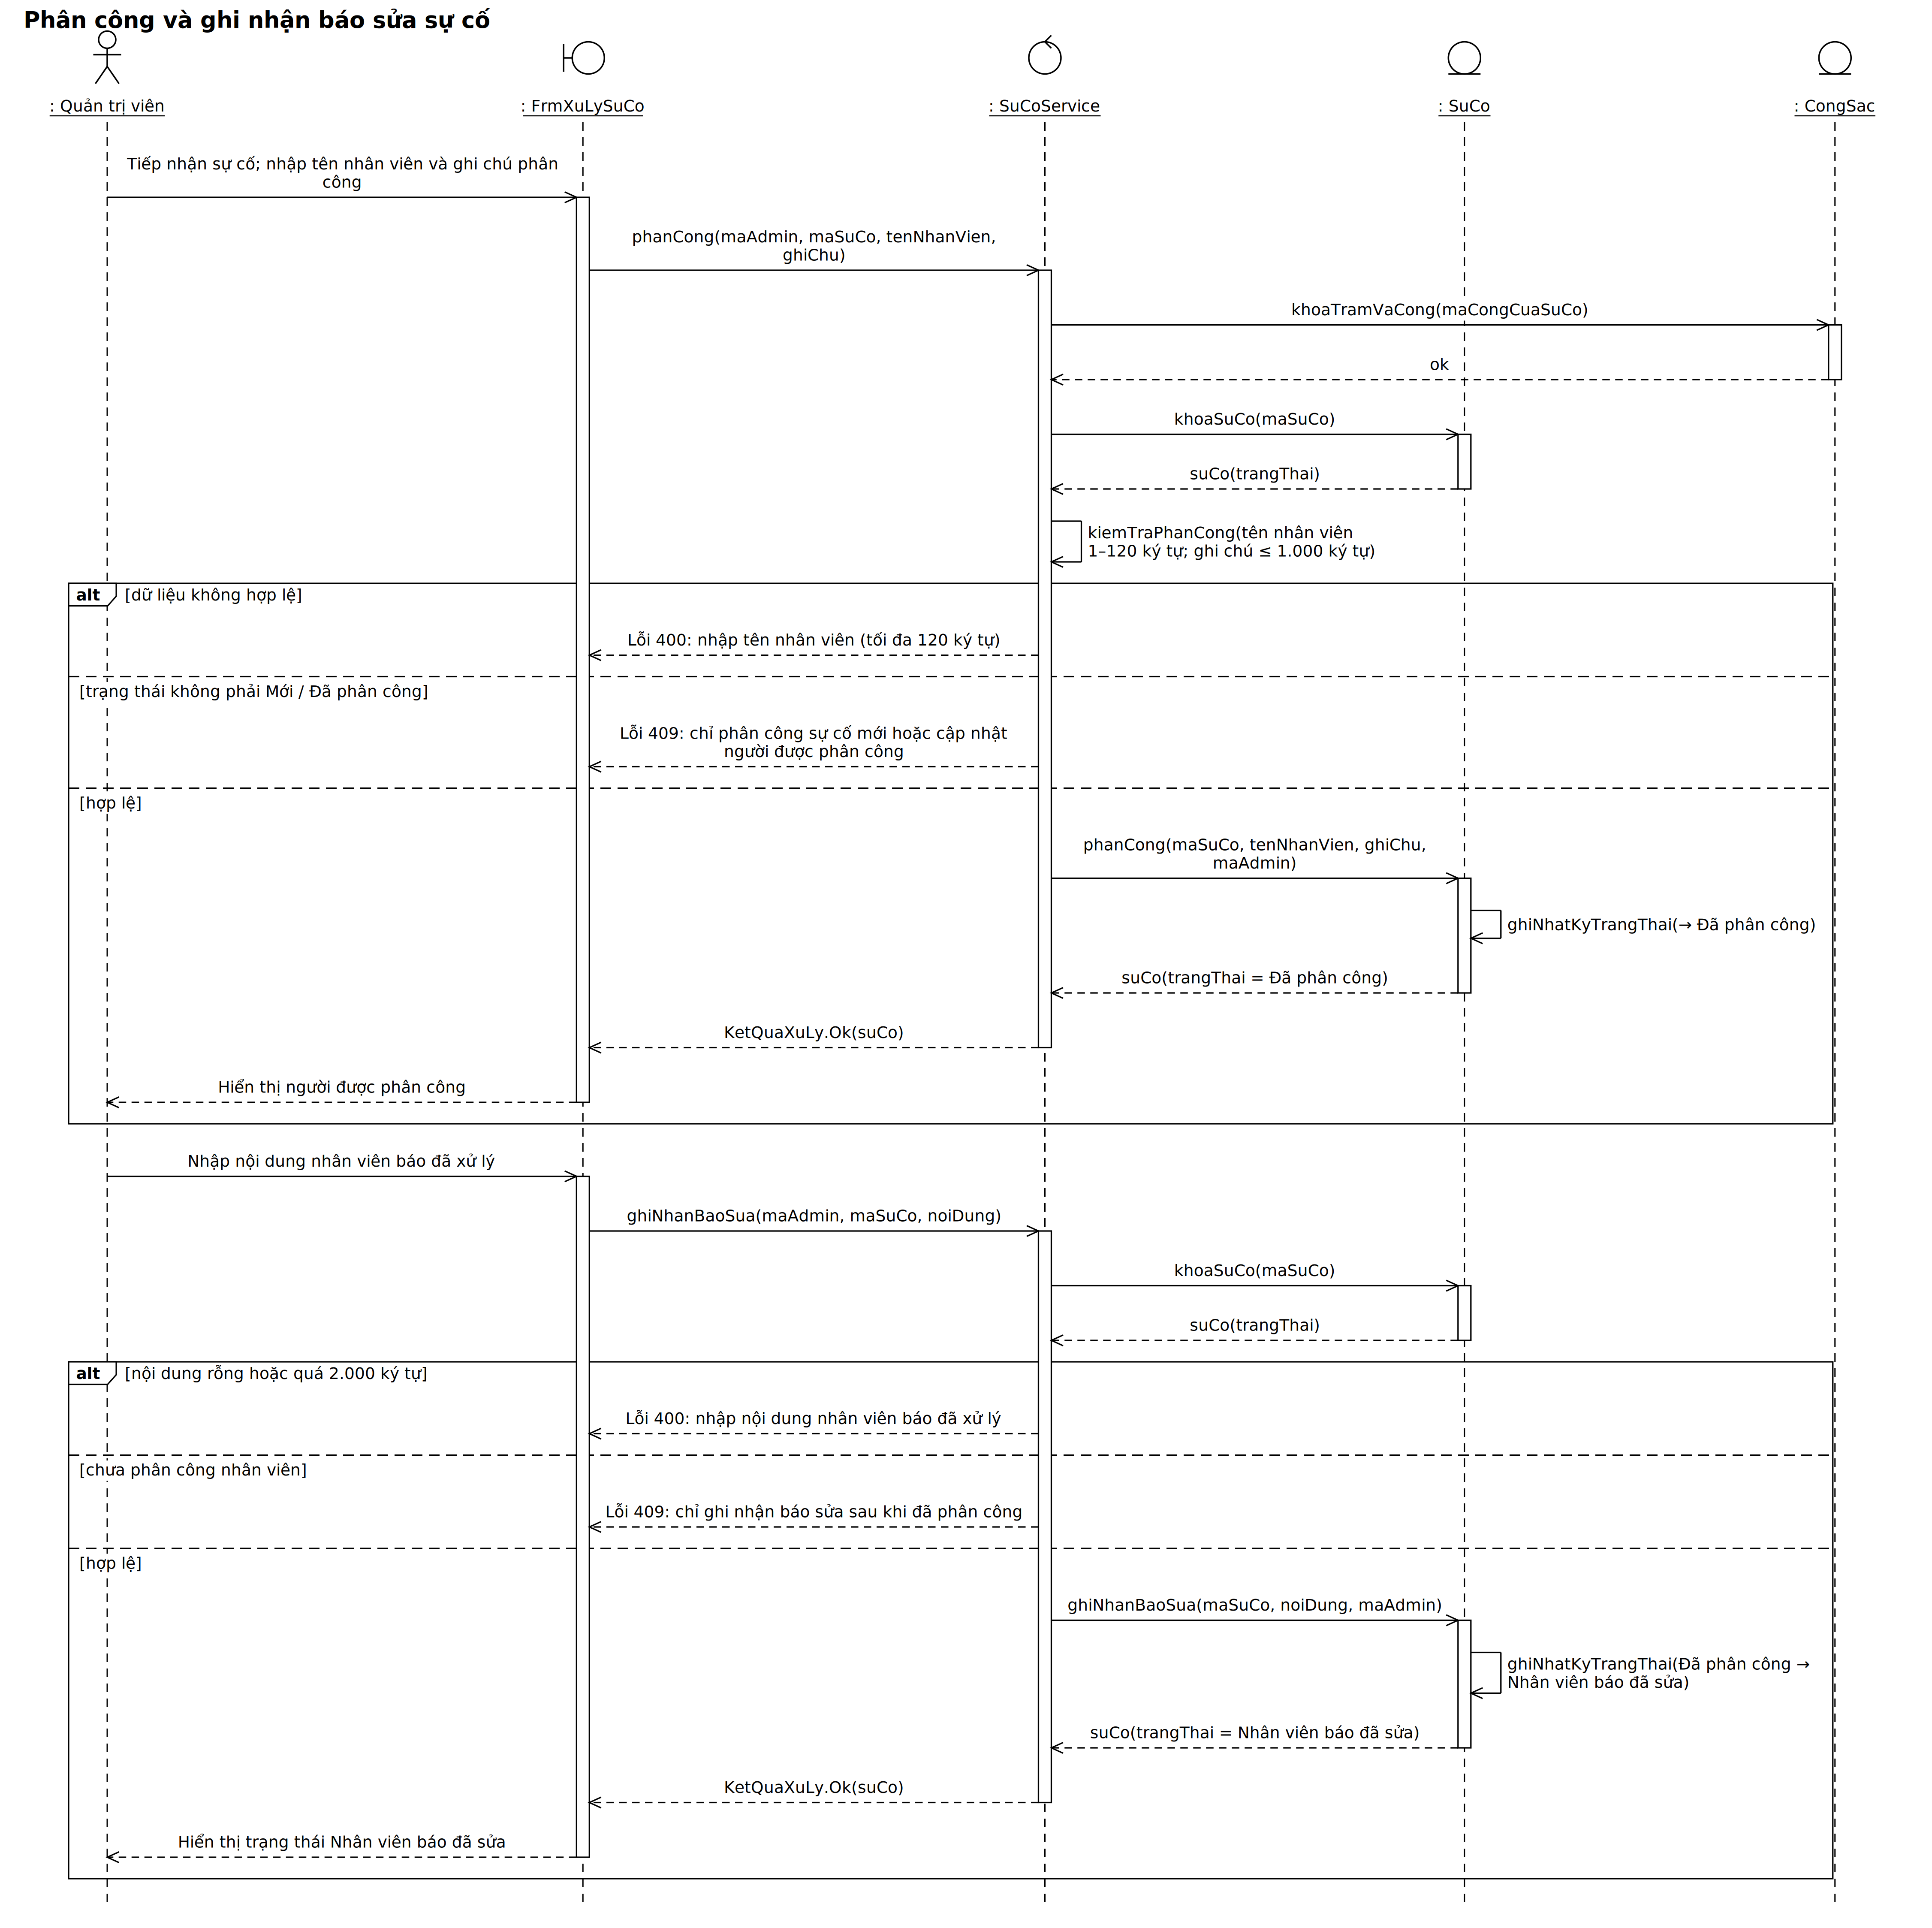 Phân công và ghi nhận báo sửa sự cố
: Quản trị viên
: FrmXuLySuCo
: SuCoService
: SuCo
: CongSac
Tiếp nhận sự cố; nhập tên nhân viên và ghi chú phân
công
phanCong(maAdmin, maSuCo, tenNhanVien,
ghiChu)
khoaTramVaCong(maCongCuaSuCo)
ok
khoaSuCo(maSuCo)
suCo(trangThai)
kiemTraPhanCong(tên nhân viên
1–120 ký tự; ghi chú ≤ 1.000 ký tự)
alt [dữ liệu không hợp lệ]
Lỗi 400: nhập tên nhân viên (tối đa 120 ký tự)
[trạng thái không phải Mới / Đã phân công]
Lỗi 409: chỉ phân công sự cố mới hoặc cập nhật
người được phân công
[hợp lệ]
phanCong(maSuCo, tenNhanVien, ghiChu,
maAdmin)
ghiNhatKyTrangThai(→ Đã phân công)
suCo(trangThai = Đã phân công)
KetQuaXuLy.Ok(suCo)
Hiển thị người được phân công
Nhập nội dung nhân viên báo đã xử lý
ghiNhanBaoSua(maAdmin, maSuCo, noiDung)
khoaSuCo(maSuCo)
suCo(trangThai)
alt [nội dung rỗng hoặc quá 2.000 ký tự]
Lỗi 400: nhập nội dung nhân viên báo đã xử lý
[chưa phân công nhân viên]
Lỗi 409: chỉ ghi nhận báo sửa sau khi đã phân công
[hợp lệ]
ghiNhanBaoSua(maSuCo, noiDung, maAdmin)
ghiNhatKyTrangThai(Đã phân công →
Nhân viên báo đã sửa)
suCo(trangThai = Nhân viên báo đã sửa)
KetQuaXuLy.Ok(suCo)
Hiển thị trạng thái Nhân viên báo đã sửa